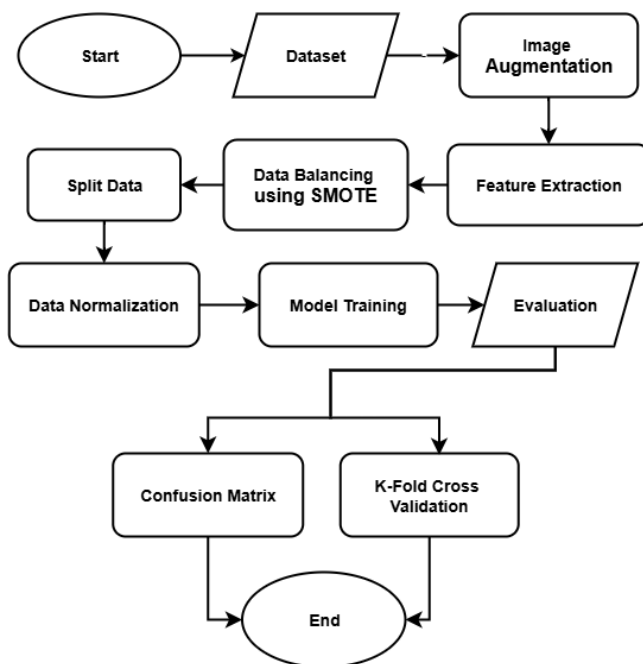 Start
Dataset
Image
Augmentation
Split Data
Data Balancing
using SMOTE
Feature Extraction
Data Normalization
Model Training
Evaluation
Confusion Matrix
K-Fold Cross
Validation
End